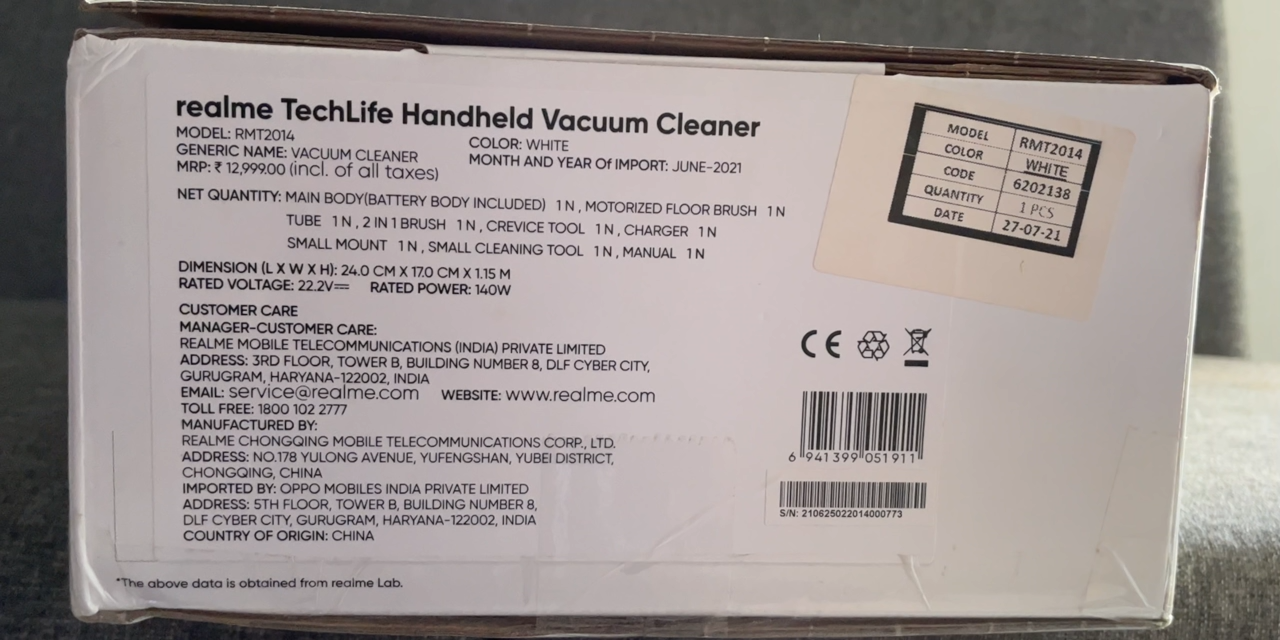 realme TechLife Handheld Vacuum Cleaner
MODEL: RMT2014
GENERIC NAME: VACUUM CLEANER
MRP: ₹ 12,999.00 (incl. of all taxes)
COLOR: WHITE
MONTH AND YEAR Of IMPORT: JUNE-2021
NET QUANTITY: MAIN BODY(BATTERY BODY INCLUDED) 1 N , MOTORIZED FLOOR BRUSH 1 N
TUBE 1 N , 2 IN 1 BRUSH 1 N , CREVICE TOOL 1 N , CHARGER 1 N
SMALL MOUNT 1 N , SMALL CLEANING TOOL 1 N , MANUAL 1 N
DIMENSION (L X W X H): 24.0 CM X 17.0 CM X 1.15 M
RATED VOLTAGE: 22.2V⎓ RATED POWER: 140W
CUSTOMER CARE
MANAGER-CUSTOMER CARE:
REALME MOBILE TELECOMMUNICATIONS (INDIA) PRIVATE LIMITED
ADDRESS: 3RD FLOOR, TOWER B, BUILDING NUMBER 8, DLF CYBER CITY,
GURUGRAM, HARYANA-122002, INDIA
EMAIL: service@realme.com WEBSITE: www.realme.com
TOLL FREE: 1800 102 2777
MANUFACTURED BY:
REALME CHONGQING MOBILE TELECOMMUNICATIONS CORP., LTD.
ADDRESS: NO.178 YULONG AVENUE, YUFENGSHAN, YUBEI DISTRICT,
CHONGQING, CHINA
IMPORTED BY: OPPO MOBILES INDIA PRIVATE LIMITED
ADDRESS: 5TH FLOOR, TOWER B, BUILDING NUMBER 8,
DLF CYBER CITY, GURUGRAM, HARYANA-122002, INDIA
COUNTRY OF ORIGIN: CHINA
*The above data is obtained from realme Lab.
MODEL RMT2014
COLOR WHITE
CODE 6202138
QUANTITY 1 PCS
DATE 27-07-21
CE
6 941399 051911
S/N: 210625022014000773